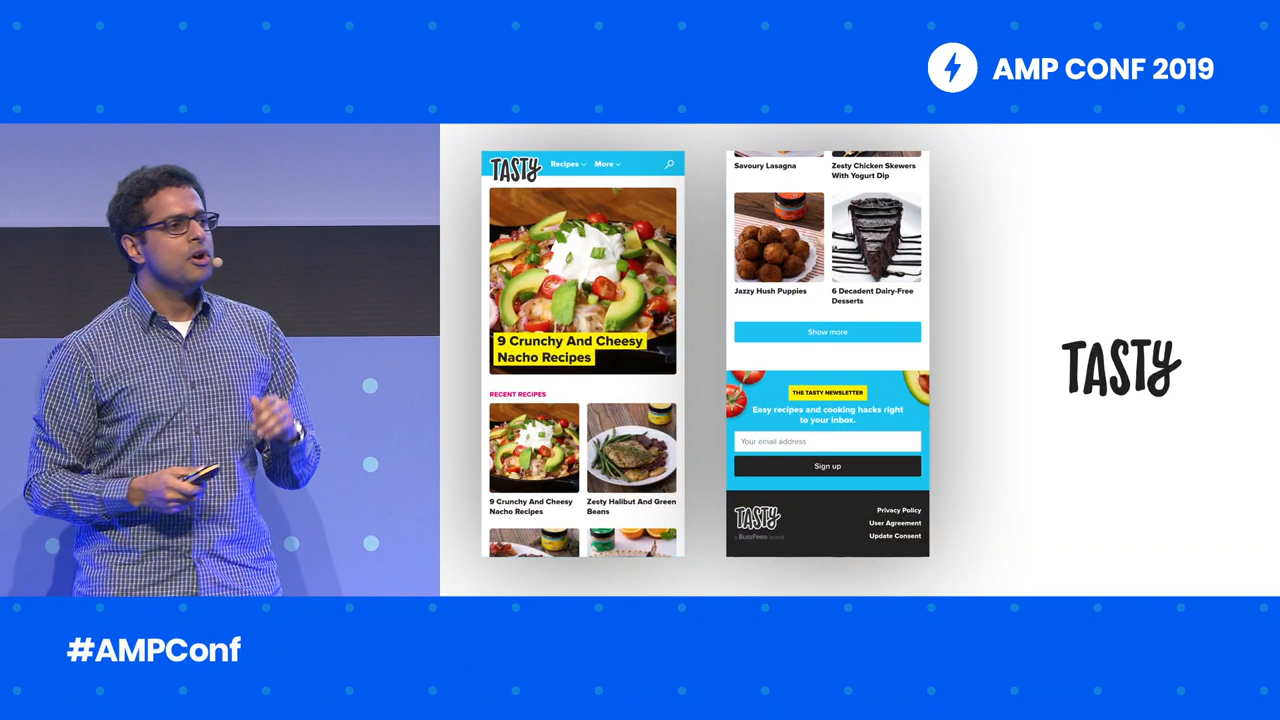 AMP CONF 2019
TASTY
Recipes
More
9 Crunchy And Cheesy
Nacho Recipes
RECENT RECIPES
9 Crunchy And Cheesy
Nacho Recipes
Zesty Halibut And Green
Beans
Savoury Lasagna
Zesty Chicken Skewers
With Yogurt Dip
Jazzy Hush Puppies
6 Decadent Dairy-Free
Desserts
Show more
THE TASTY NEWSLETTER
Easy recipes and cooking hacks right
to your inbox.
Your email address
Sign up
TASTY
a BuzzFeed brand
Privacy Policy
User Agreement
Update Consent
TASTY
#AMPConf